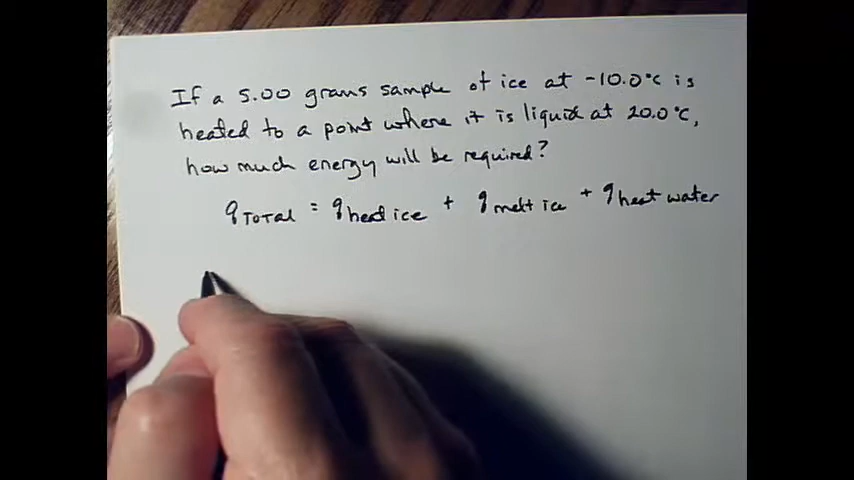 If a 5.00 grams sample of ice at -10.0°C is
heated to a point where it is liquid at 20.0°C,
how much energy will be required?
qTOTAL = qheat ice + qmelt ice + qheat water